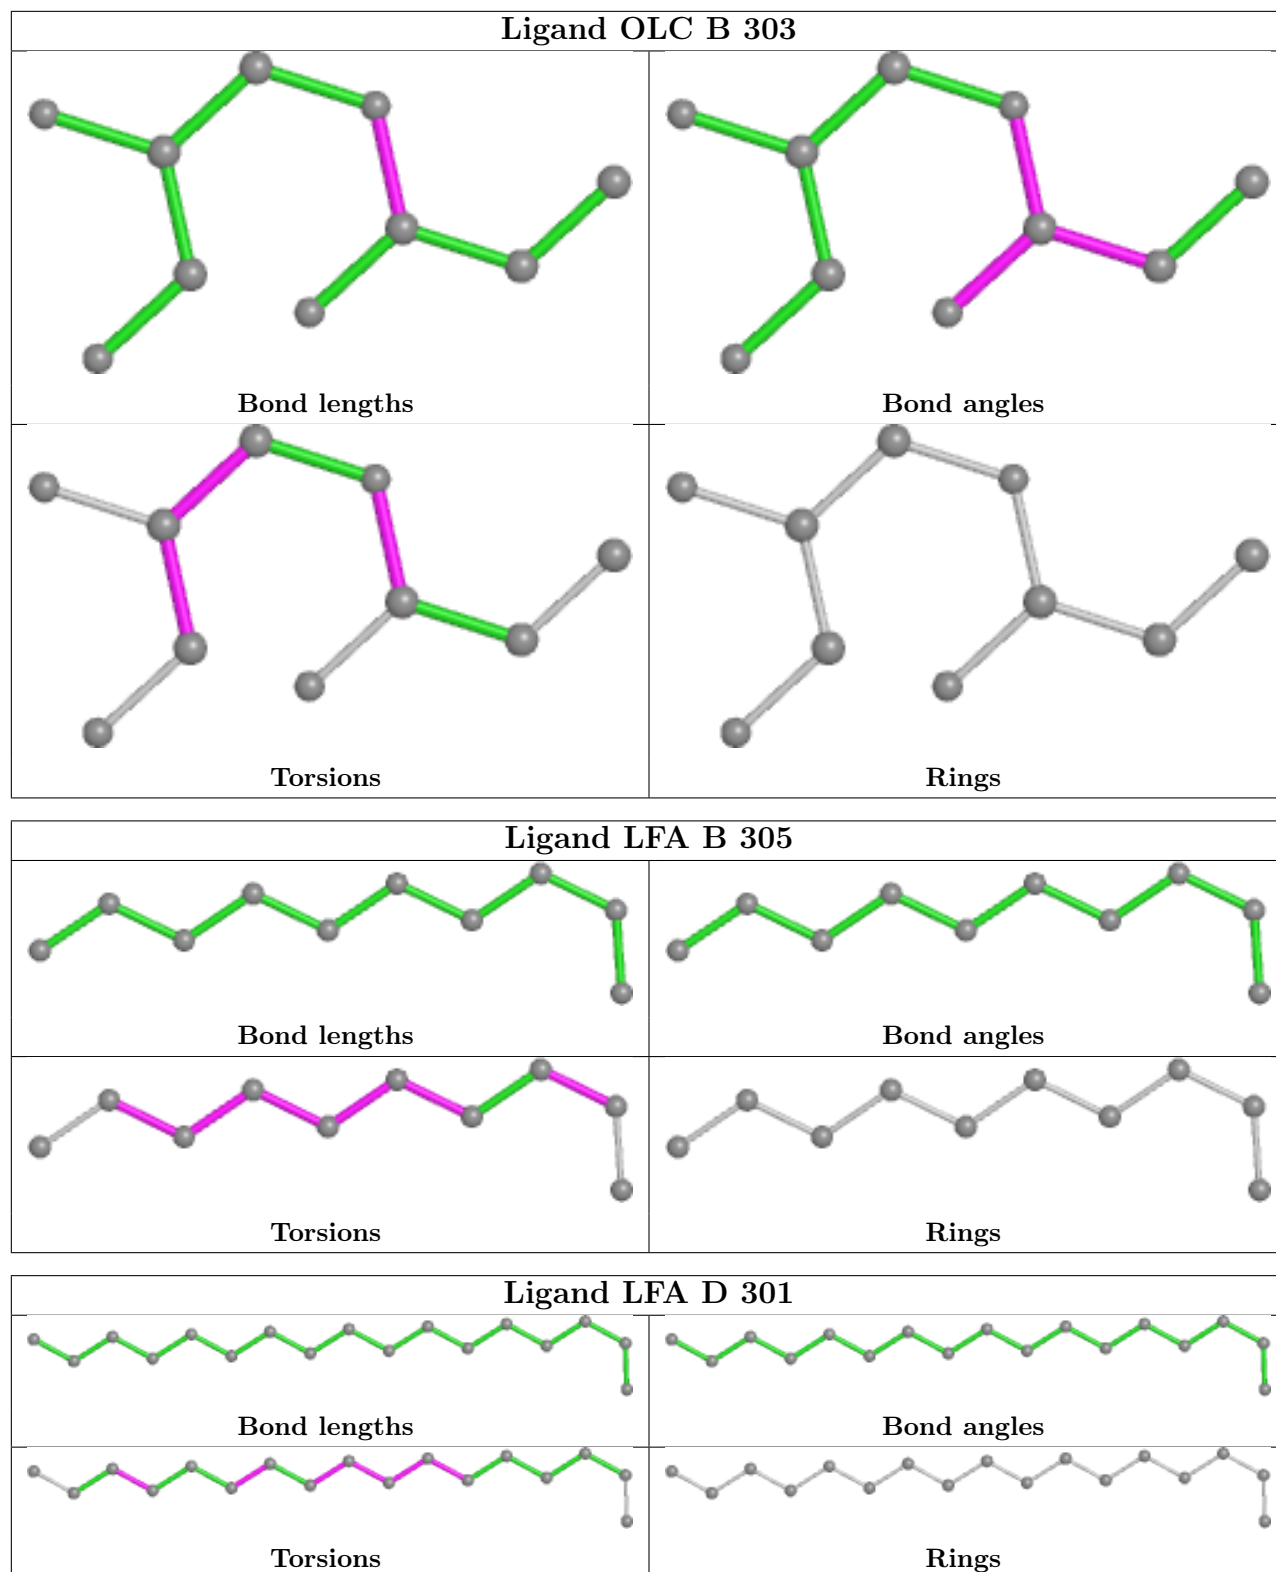 Ligand OLC B 303
Bond lengths
Bond angles
Torsions
Rings
Ligand LFA B 305
Bond lengths
Bond angles
Torsions
Rings
Ligand LFA D 301
Bond lengths
Bond angles
Torsions
Rings